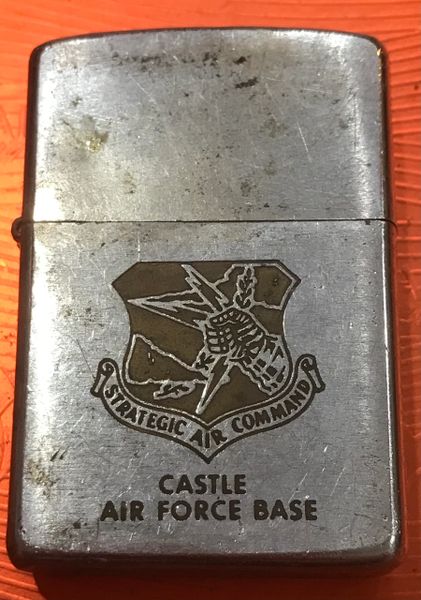 STRATEGIC AIR COMMAND
CASTLE
AIR FORCE BASE